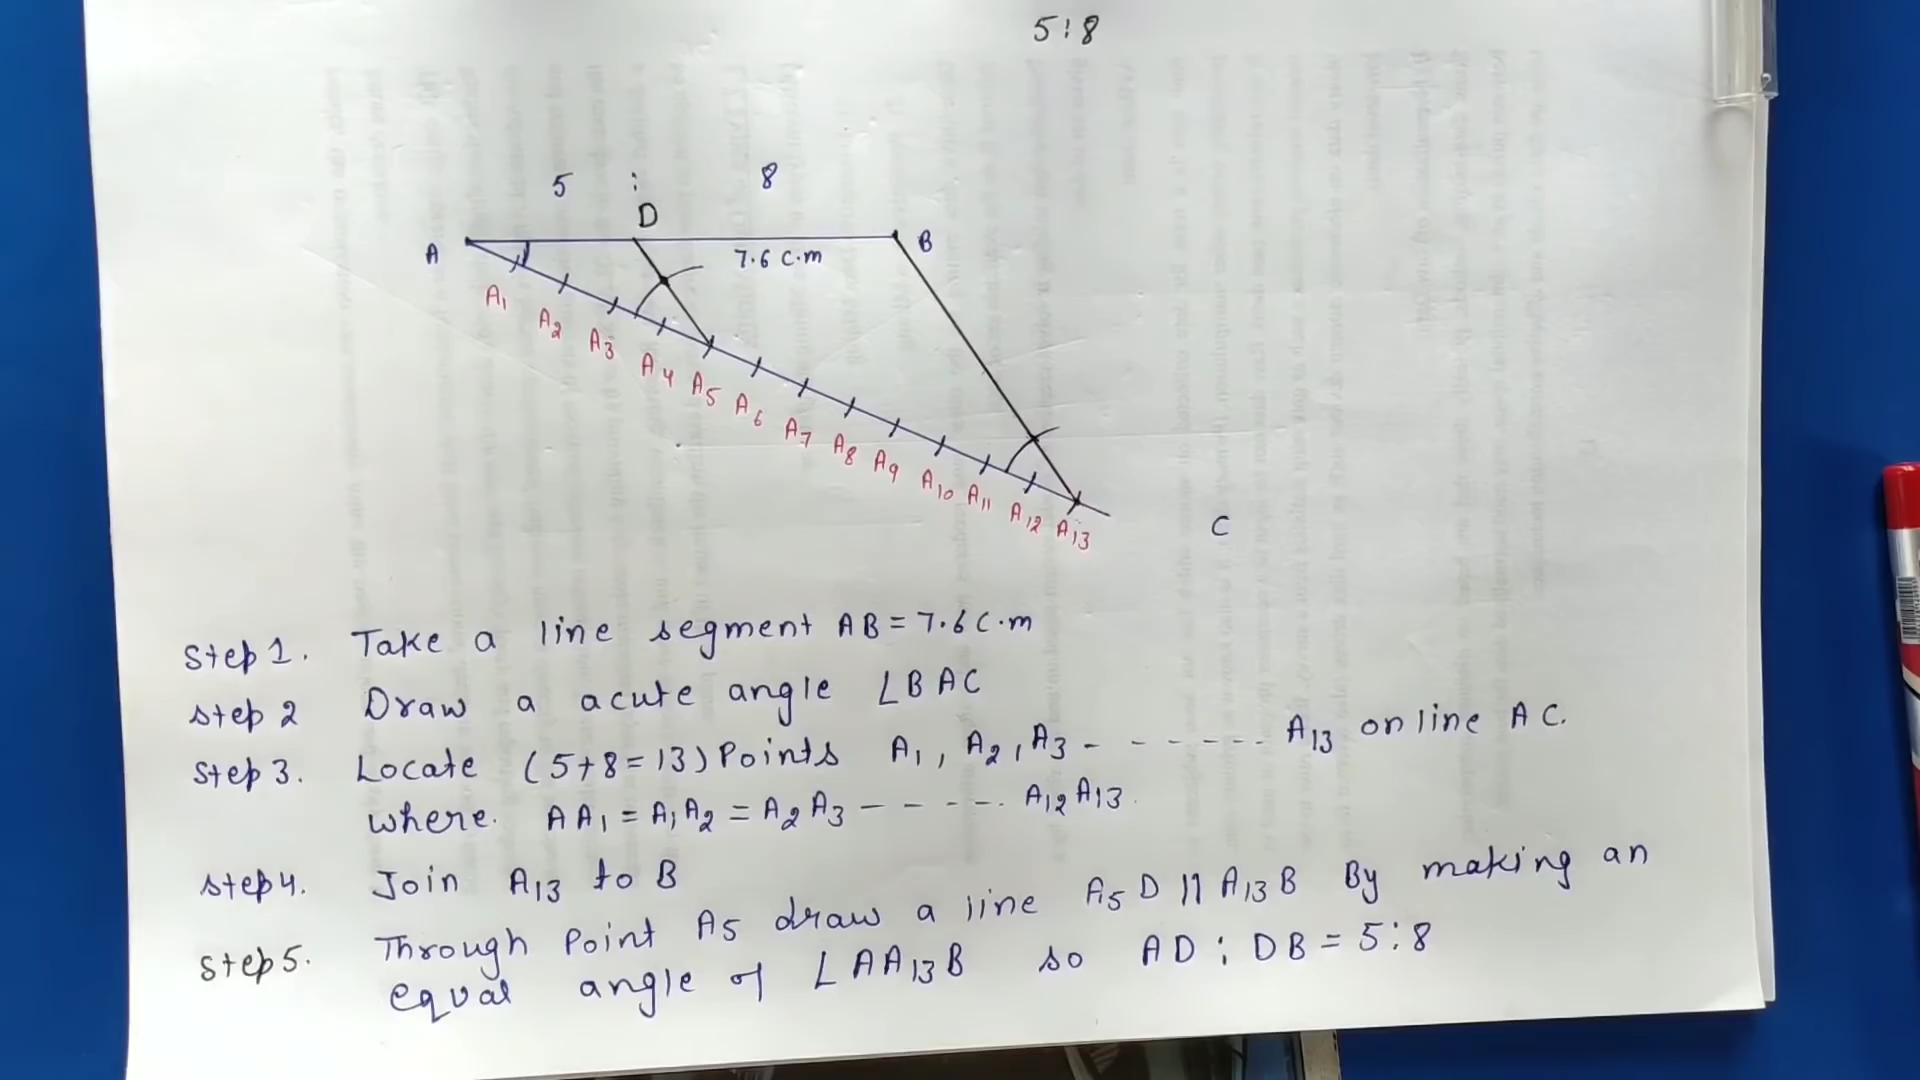 5:8
5 : 8
D
A
B
7.6 C.m
A1 A2 A3 A4 A5 A6 A7 A8 A9 A10 A11 A12 A13
C
Step 1. Take a line segment AB = 7.6 C.m
Step 2 Draw a acute angle ∠BAC
Step 3. Locate (5+8=13) Points A1, A2, A3 - - - - - - - A13 on line AC.
where. AA1 = A1A2 = A2A3 - - - - - . A12A13.
Step 4. Join A13 to B
Step 5. Through Point A5 draw a line A5D || A13B By making an
equal angle of ∠AA13B so AD : DB = 5:8